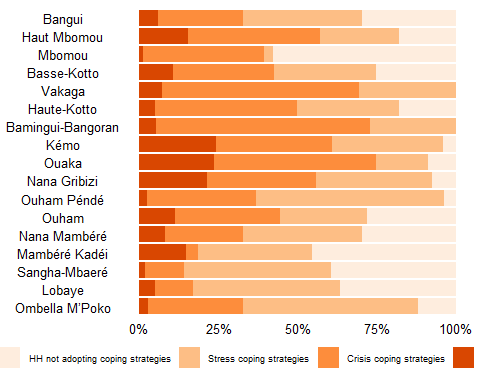 Bangui
Haut Mbomou
Mbomou
Basse-Kotto
Vakaga
Haute-Kotto
Bamingui-Bangoran
Kémo
Ouaka
Nana Gribizi
Ouham Péndé
Ouham
Nana Mambéré
Mambéré Kadéi
Sangha-Mbaeré
Lobaye
Ombella M'Poko
0% 25% 50% 75% 100%
HH not adopting coping strategies Stress coping strategies Crisis coping strategies